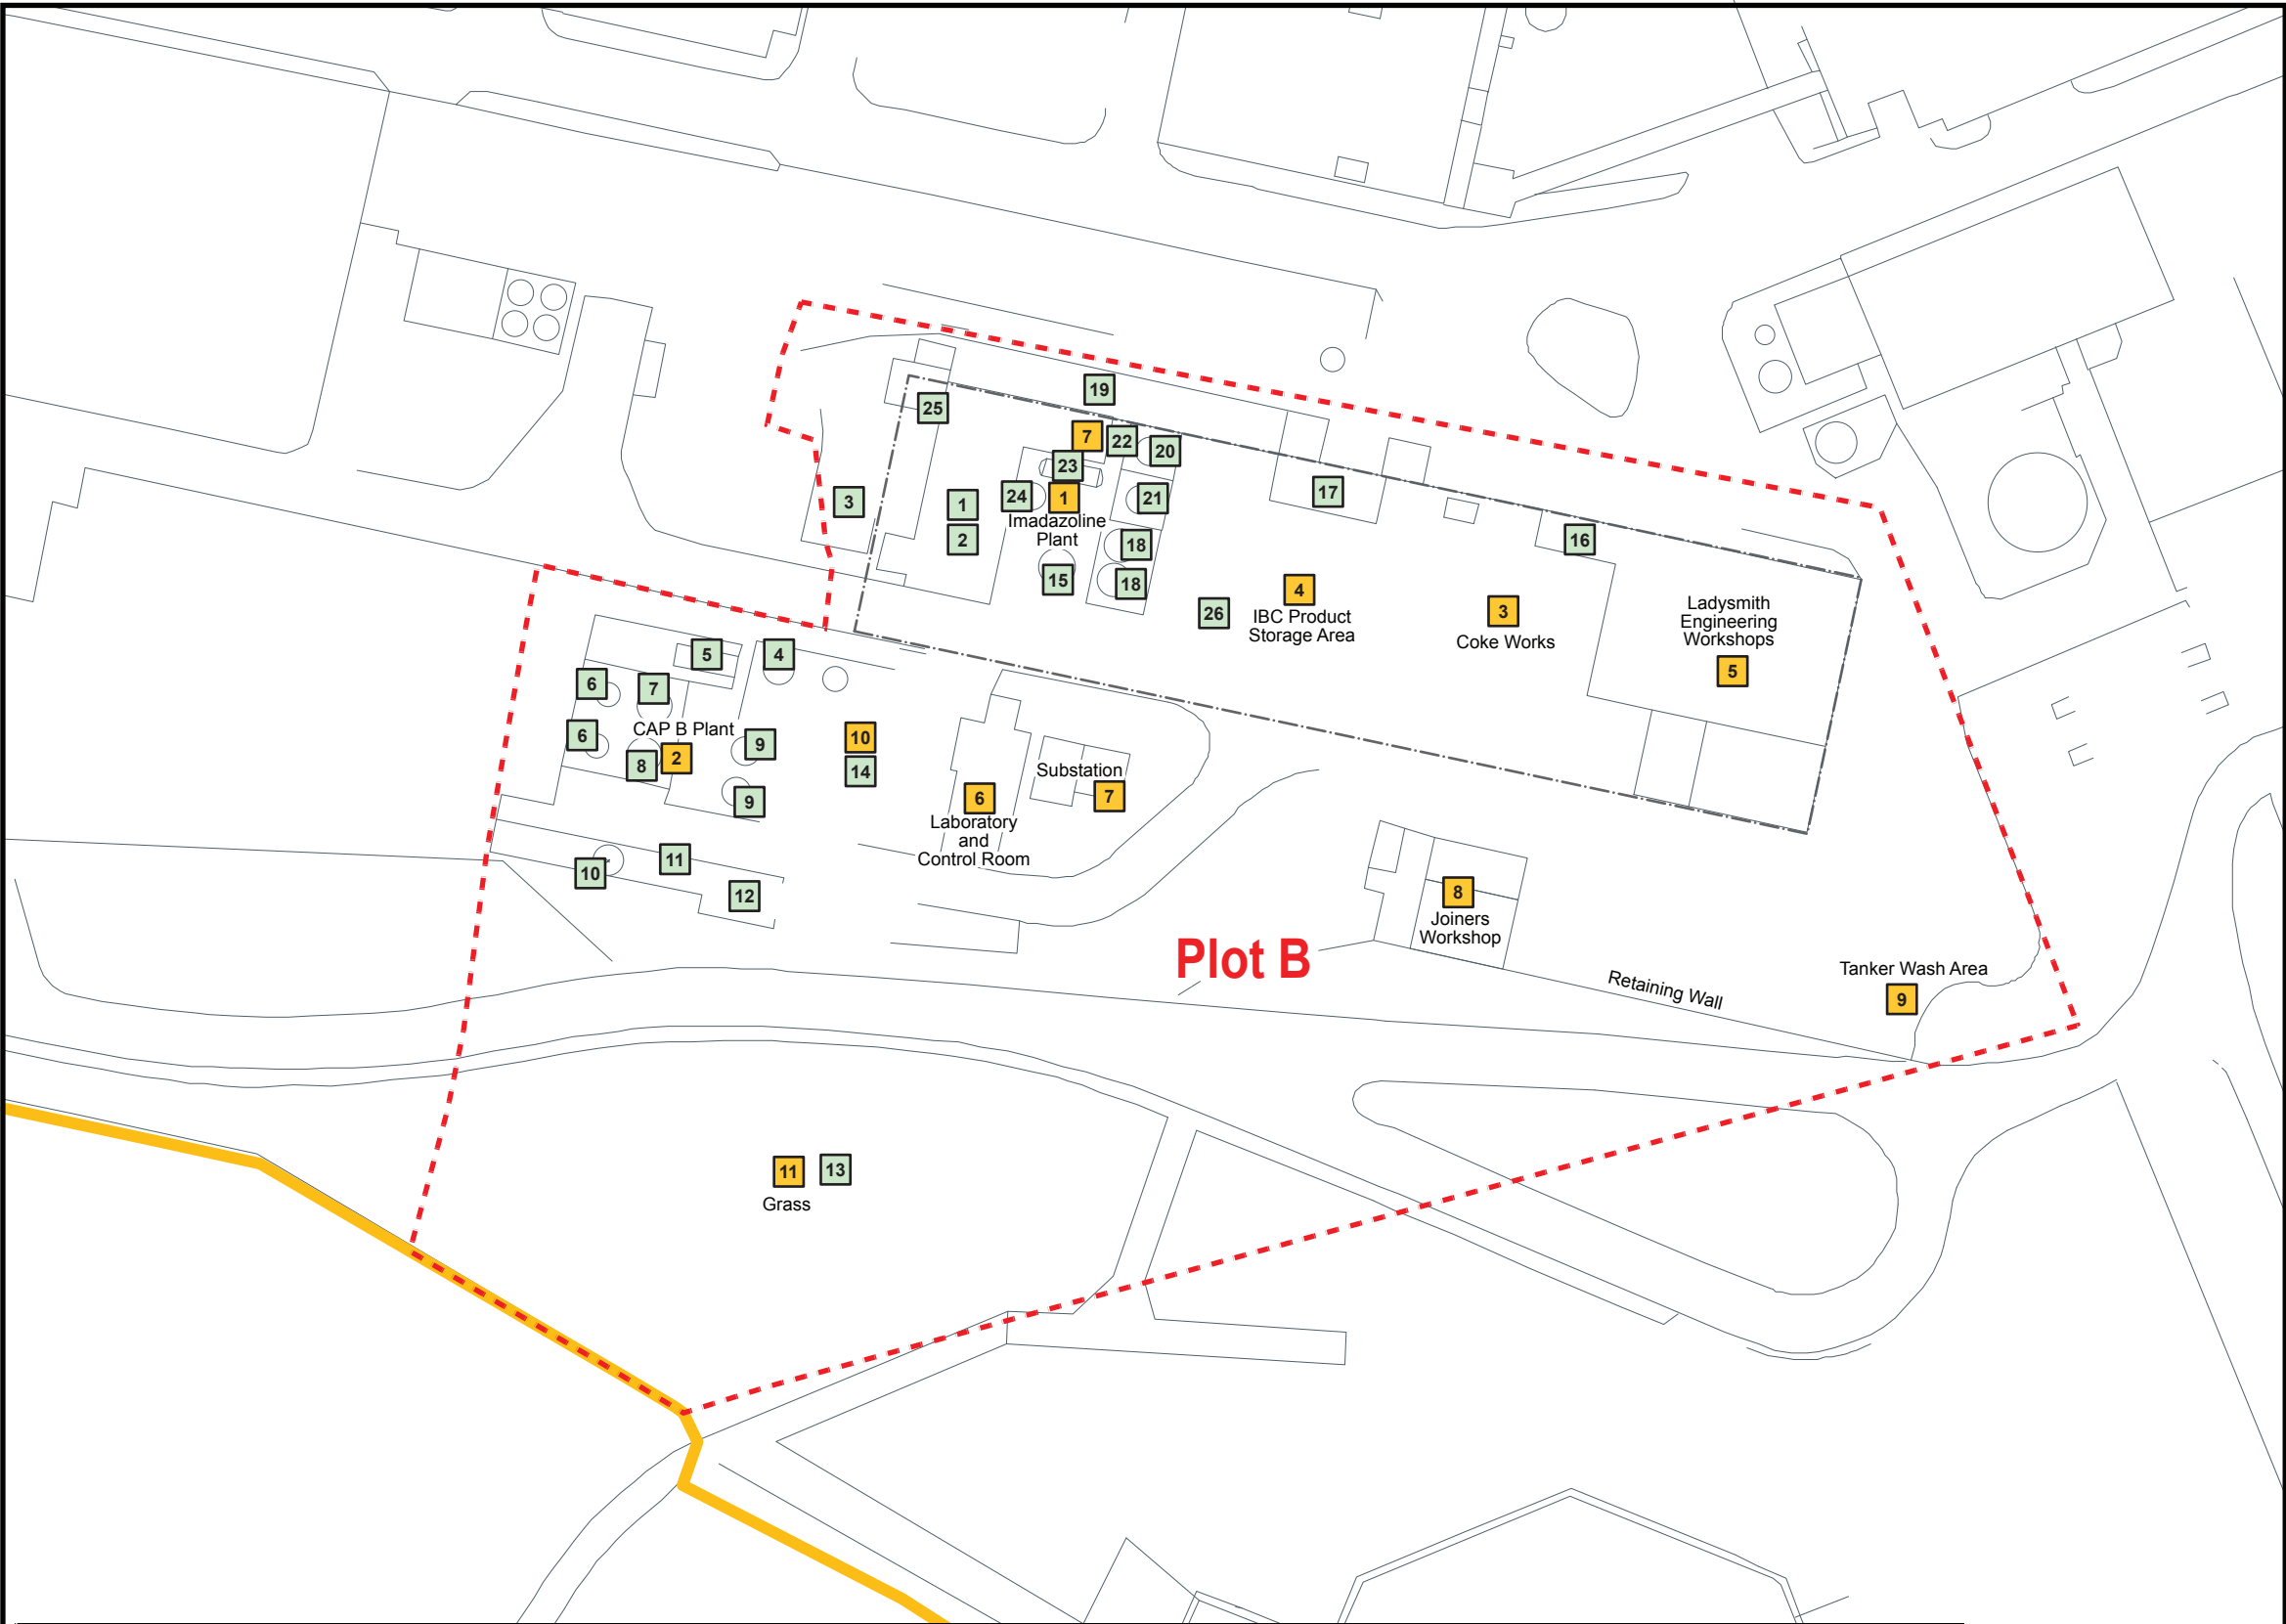 19
25
7
22
20
23
3
1
24
1
21
17
Imadazoline
Plant
2
18
16
15
18
4
26
IBC Product
Storage Area
3
Coke Works
Ladysmith
Engineering
Workshops
5
5
4
6
7
CAP B Plant
6
9
8
2
10
14
9
Substation
7
6
Laboratory
and
Control Room
11
10
12
8
Joiners
Workshop
Plot B
Retaining Wall
Tanker Wash Area
9
11
13
Grass